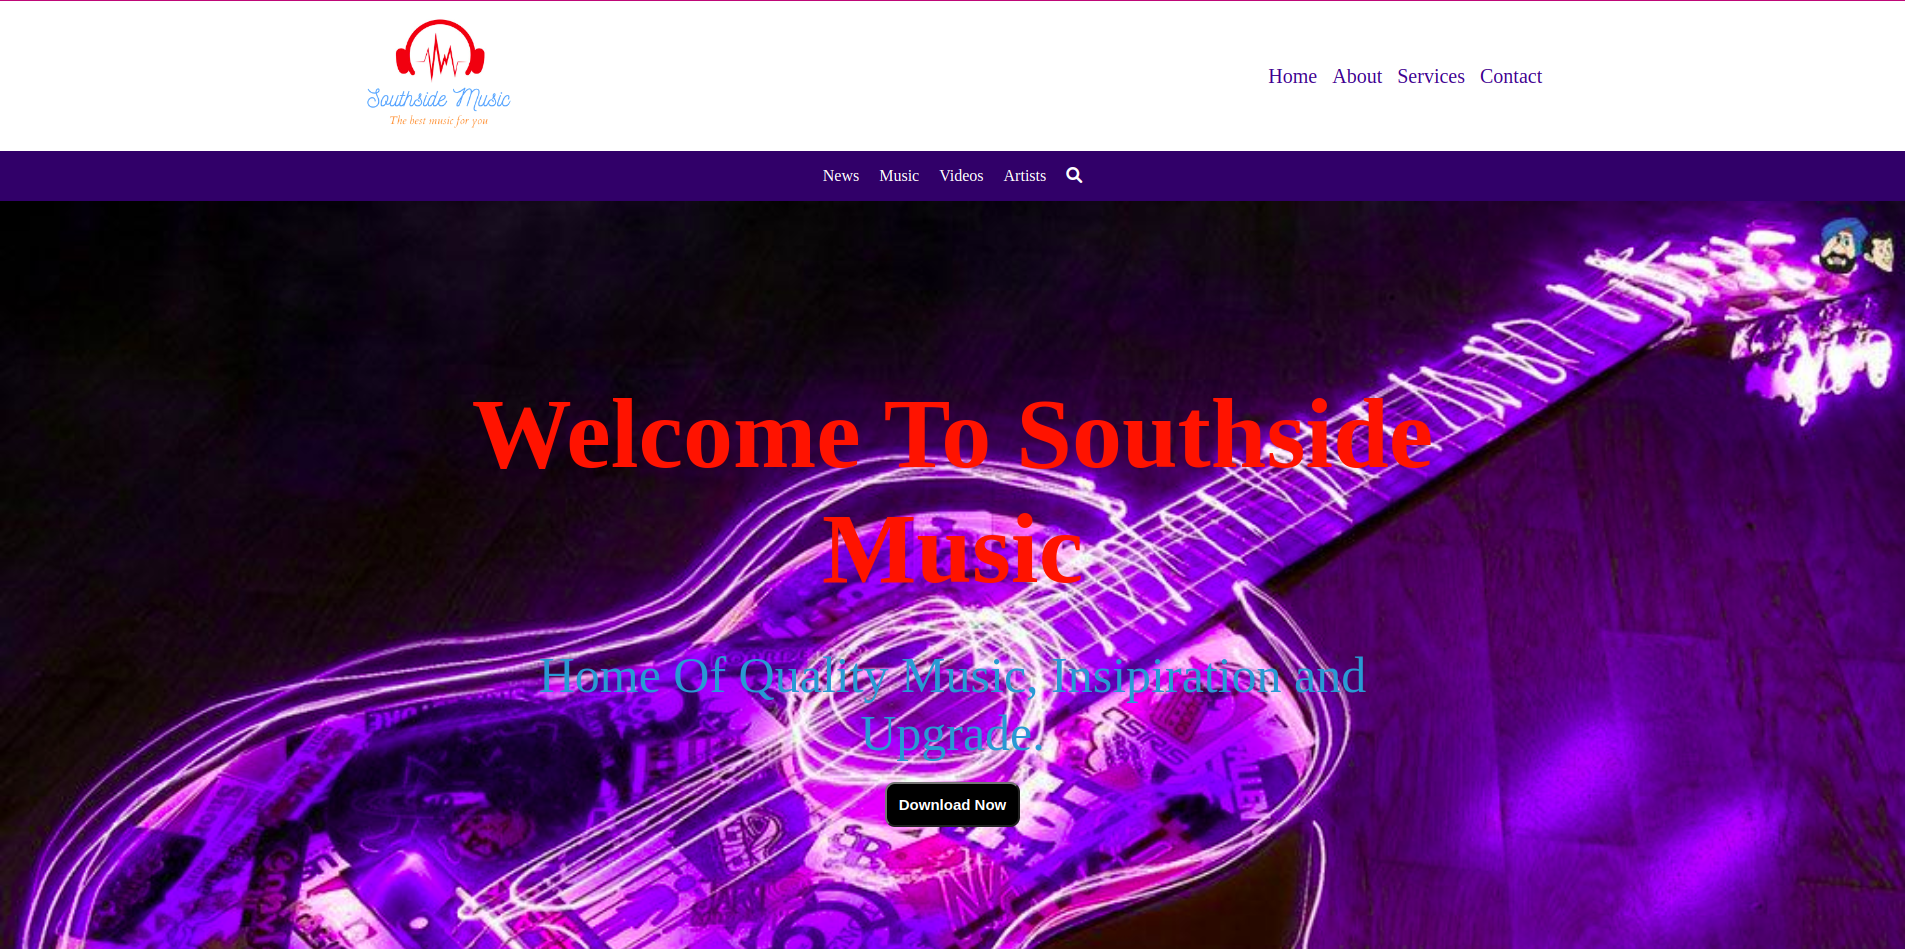 Southside Music
The best music for you
Home About Services Contact
News Music Videos Artists
Welcome To Southside
Music
Home Of Quality Music, Insipiration and
Upgrade.
Download Now